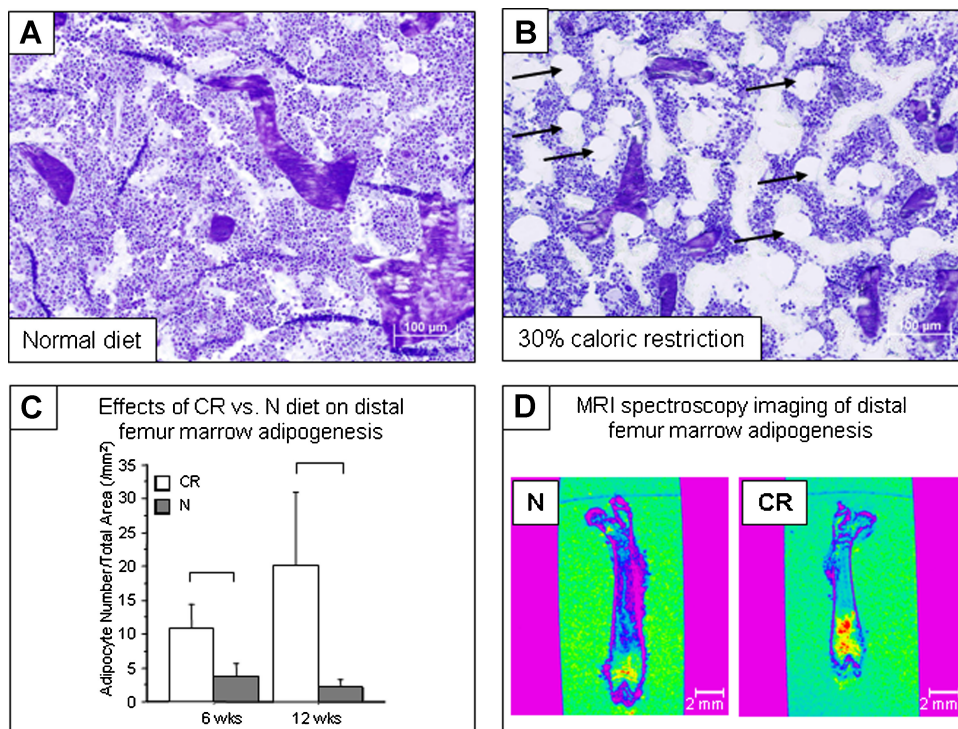 A
100 µm
Normal diet
B
100 µm
30% caloric restriction
C
Effects of CR vs. N diet on distal
femur marrow adipogenesis
Adipocyte Number/Total Area (/mm²)
35
30
25
20
15
10
5
0
CR
N
6 wks
12 wks
D
MRI spectroscopy imaging of distal
femur marrow adipogenesis
N
2 mm
CR
2 mm